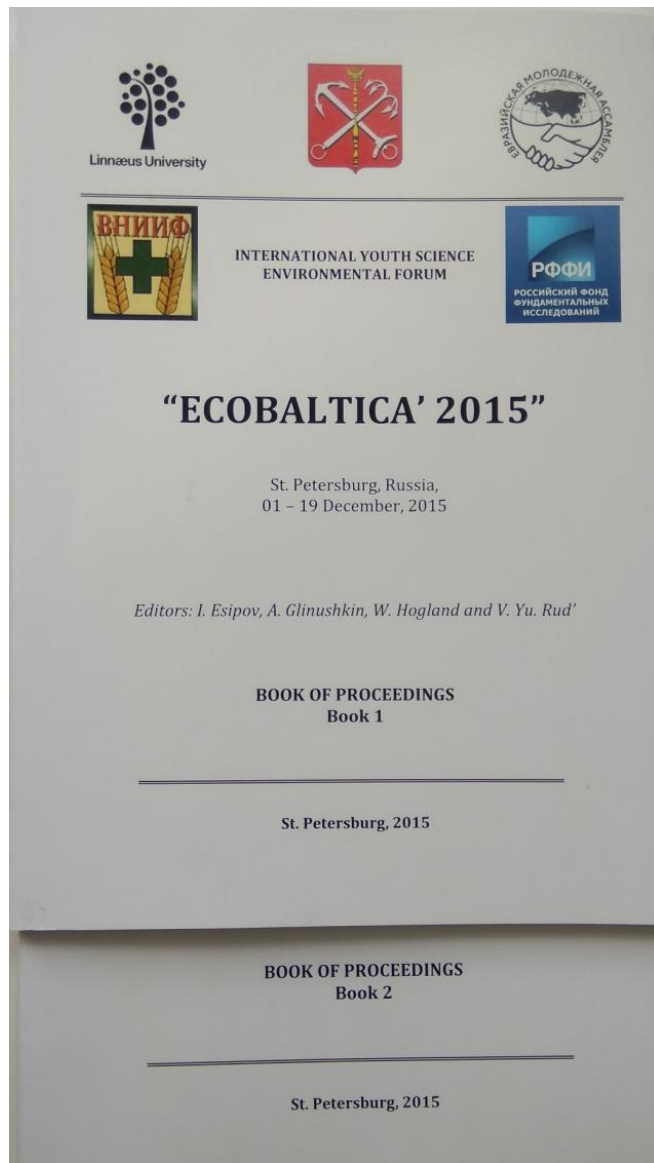 Linnæus University
ЕВРАЗИЙСКАЯ МОЛОДЕЖНАЯ АССАМБЛЕЯ
ВНИИФ
INTERNATIONAL YOUTH SCIENCE
ENVIRONMENTAL FORUM
РФФИ
РОССИЙСКИЙ ФОНД
ФУНДАМЕНТАЛЬНЫХ
ИССЛЕДОВАНИЙ
“ECOBALTICA’ 2015”
St. Petersburg, Russia,
01 – 19 December, 2015
Editors: I. Esipov, A. Glinushkin, W. Hogland and V. Yu. Rud’
BOOK OF PROCEEDINGS
Book 1
St. Petersburg, 2015
BOOK OF PROCEEDINGS
Book 2
St. Petersburg, 2015